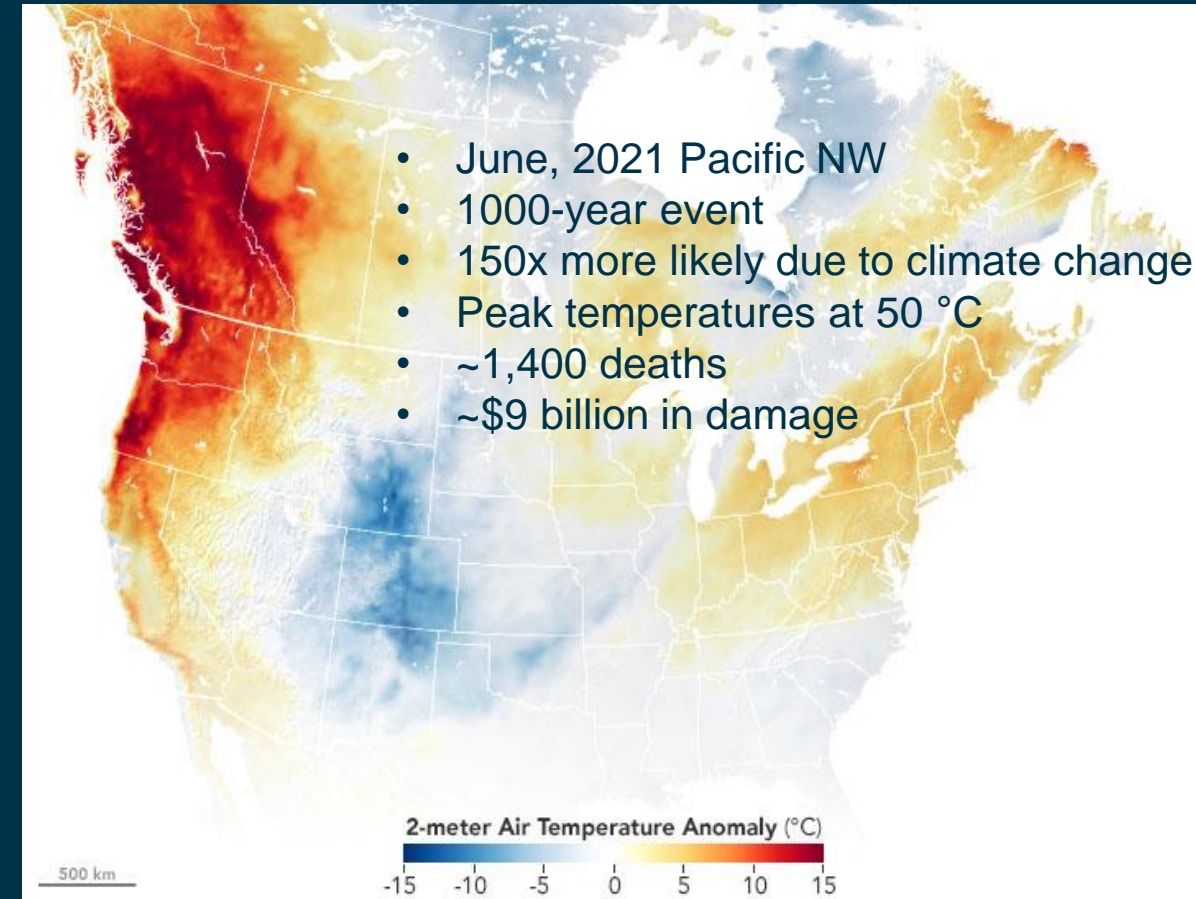 • June, 2021 Pacific NW
• 1000-year event
• 150x more likely due to climate change
• Peak temperatures at 50 °C
• ~1,400 deaths
• ~$9 billion in damage
2-meter Air Temperature Anomaly (°C)
500 km
-15 -10 -5 0 5 10 15